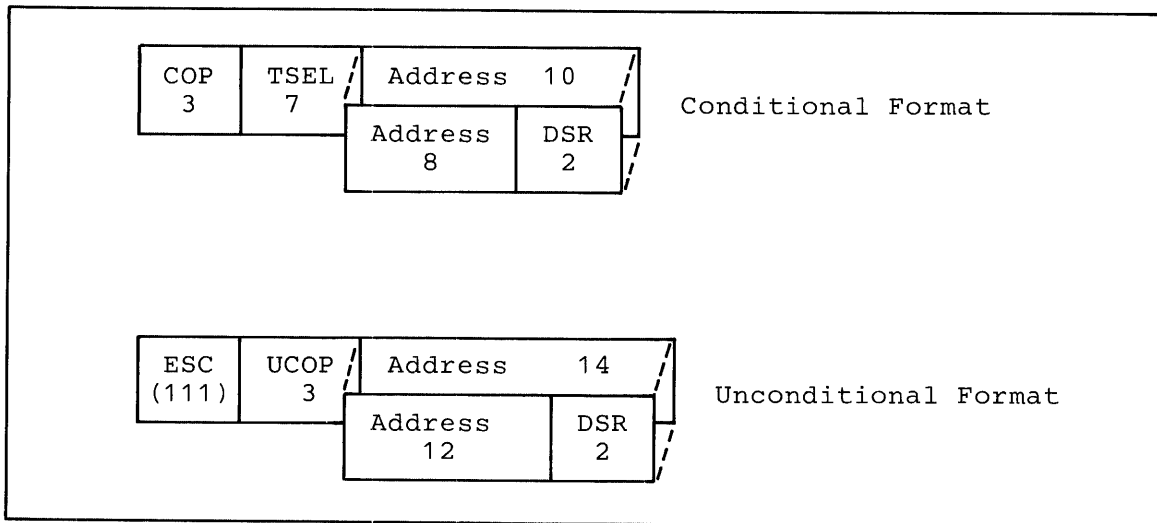 COP TSEL Address 10
3 7
Conditional Format
Address DSR
8 2
ESC UCOP Address 14
(111) 3
Unconditional Format
Address DSR
12 2